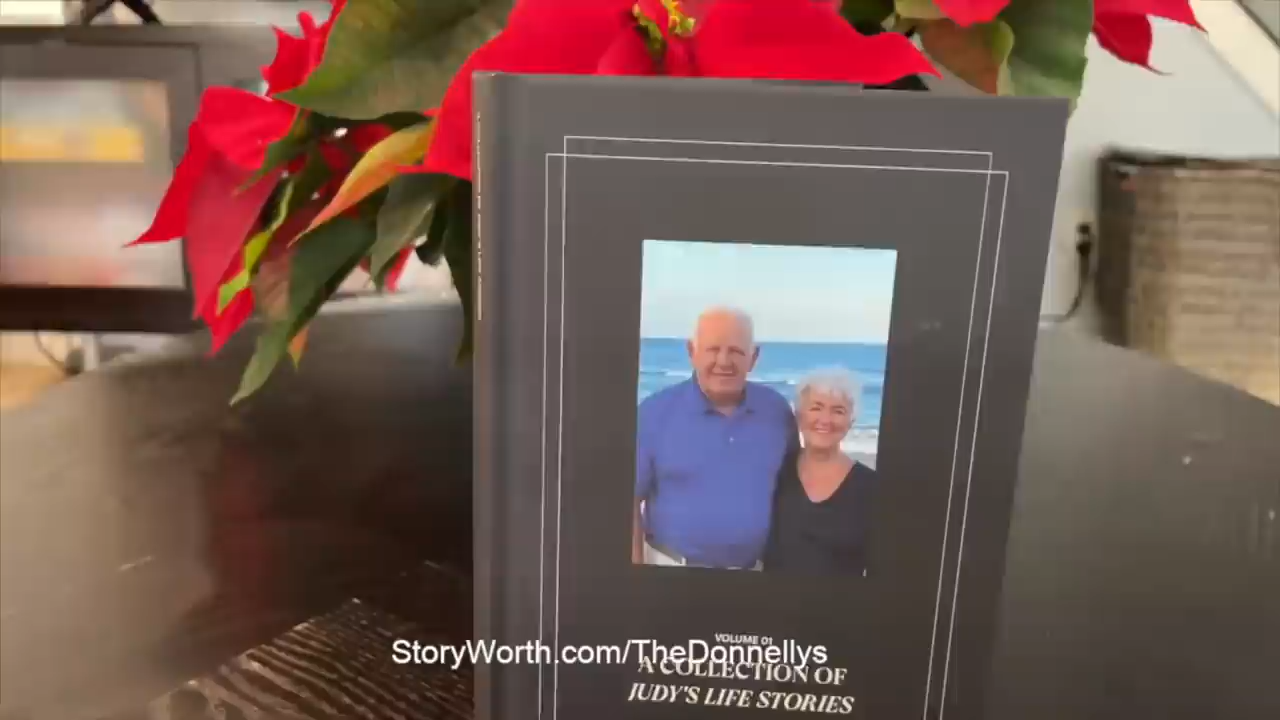 VOLUME 01
StoryWorth.com/TheDonnellys
A COLLECTION OF
JUDY'S LIFE STORIES